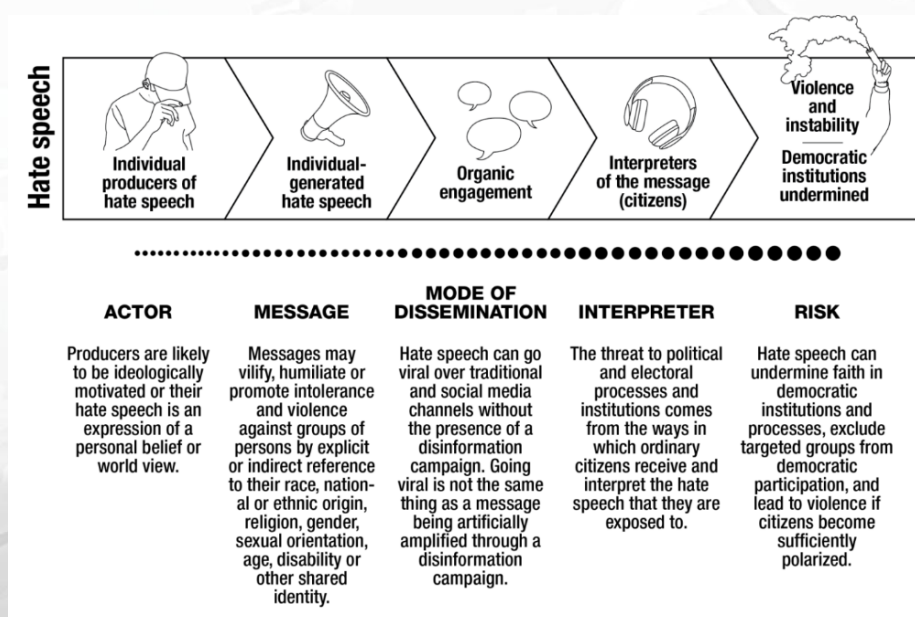 Hate speech
Individual
producers of
hate speech
Individual-
generated
hate speech
Organic
engagement
Interpreters
of the message
(citizens)
Violence
and
instability
Democratic
institutions
undermined
ACTOR
Producers are likely
to be ideologically
motivated or their
hate speech is an
expression of a
personal belief or
world view.
MESSAGE
Messages may
vilify, humiliate or
promote intolerance
and violence
against groups of
persons by explicit
or indirect reference
to their race, nation-
al or ethnic origin,
religion, gender,
sexual orientation,
age, disability or
other shared
identity.
MODE OF
DISSEMINATION
Hate speech can go
viral over traditional
and social media
channels without
the presence of a
disinformation
campaign. Going
viral is not the same
thing as a message
being artificially
amplified through a
disinformation
campaign.
INTERPRETER
The threat to political
and electoral
processes and
institutions comes
from the ways in
which ordinary
citizens receive and
interpret the hate
speech that they are
exposed to.
RISK
Hate speech can
undermine faith in
democratic
institutions and
processes, exclude
targeted groups from
democratic
participation, and
lead to violence if
citizens become
sufficiently
polarized.